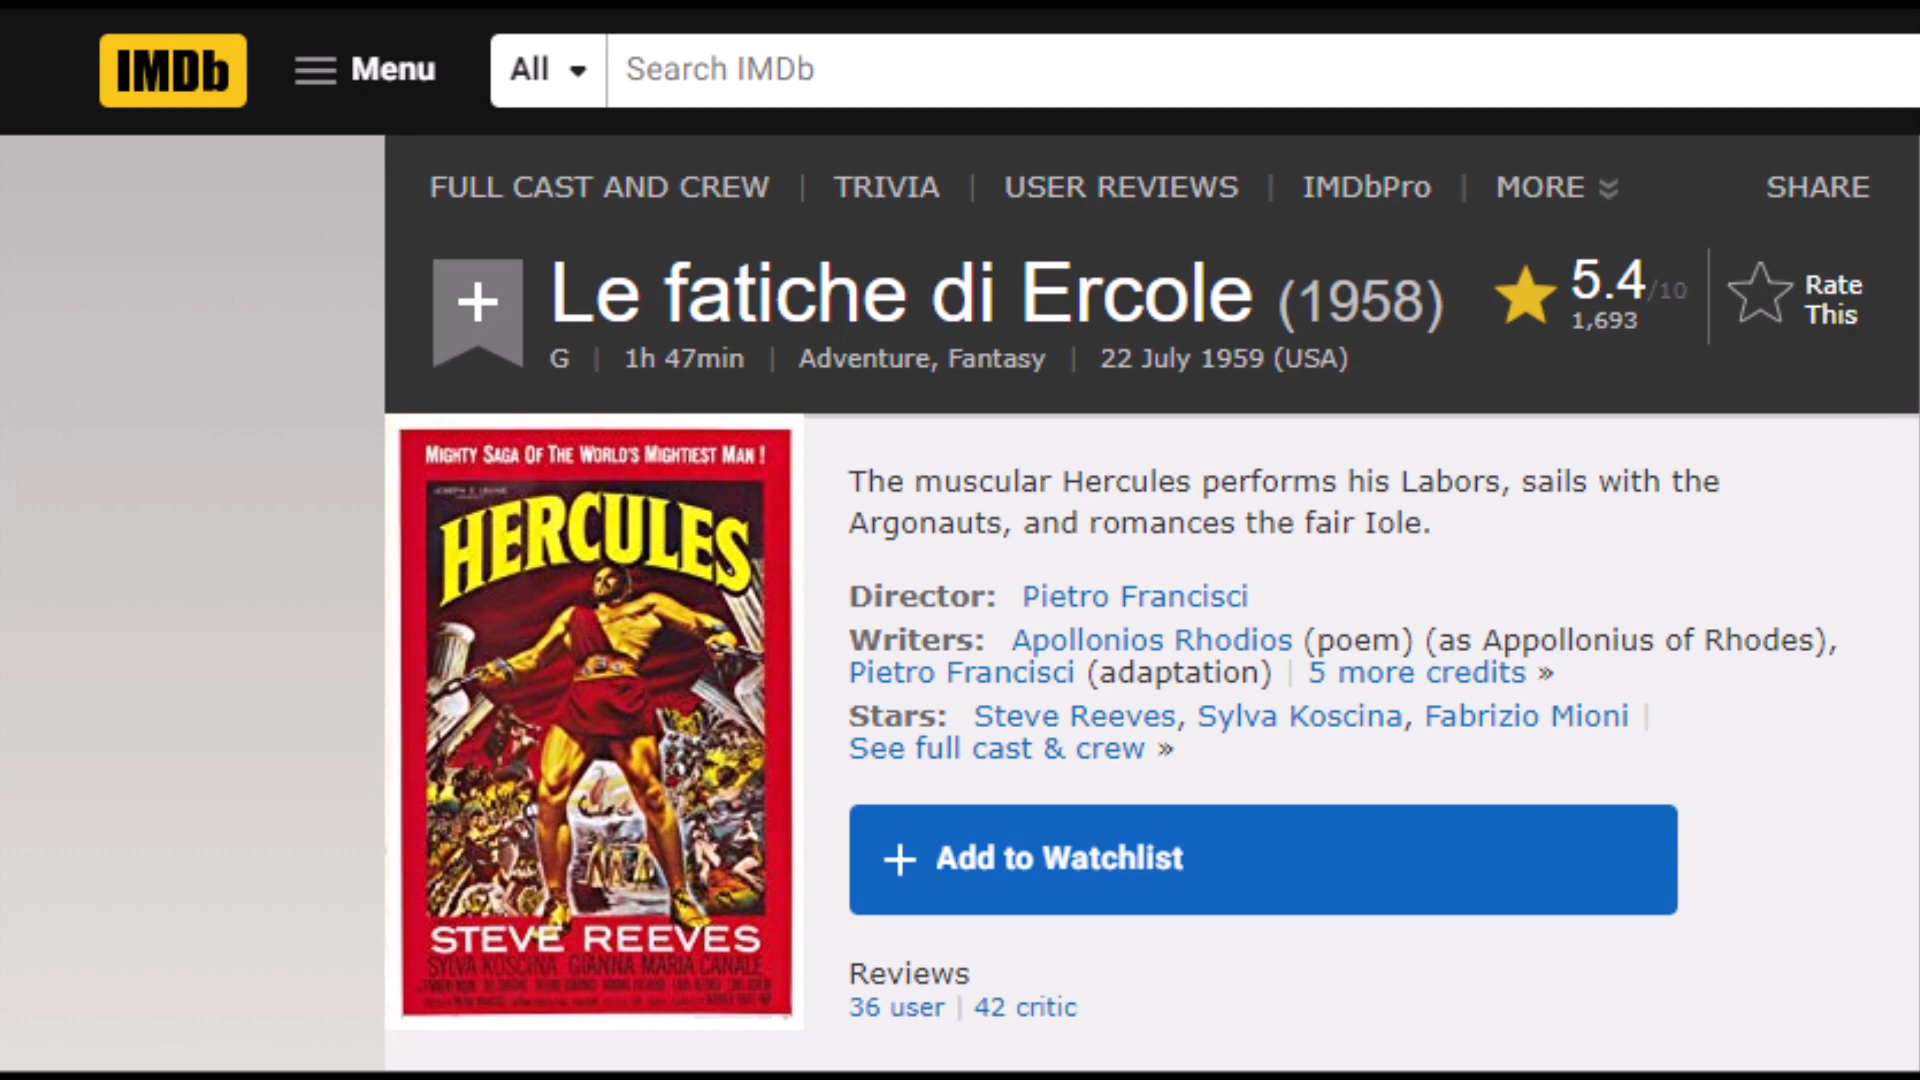 IMDb Menu All Search IMDb
FULL CAST AND CREW | TRIVIA | USER REVIEWS | IMDbPro | MORE SHARE
+ Le fatiche di Ercole (1958) 5.4/10 1,693 Rate This
G | 1h 47min | Adventure, Fantasy | 22 July 1959 (USA)
MIGHTY SAGA OF THE WORLD'S MIGHTIEST MAN!
HERCULES
STEVE REEVES
SYLVA KOSCINA GIANNA MARIA CANALE
The muscular Hercules performs his Labors, sails with the
Argonauts, and romances the fair Iole.
Director: Pietro Francisci
Writers: Apollonios Rhodios (poem) (as Appollonius of Rhodes),
Pietro Francisci (adaptation) | 5 more credits »
Stars: Steve Reeves, Sylva Koscina, Fabrizio Mioni |
See full cast & crew »
+ Add to Watchlist
Reviews
36 user | 42 critic